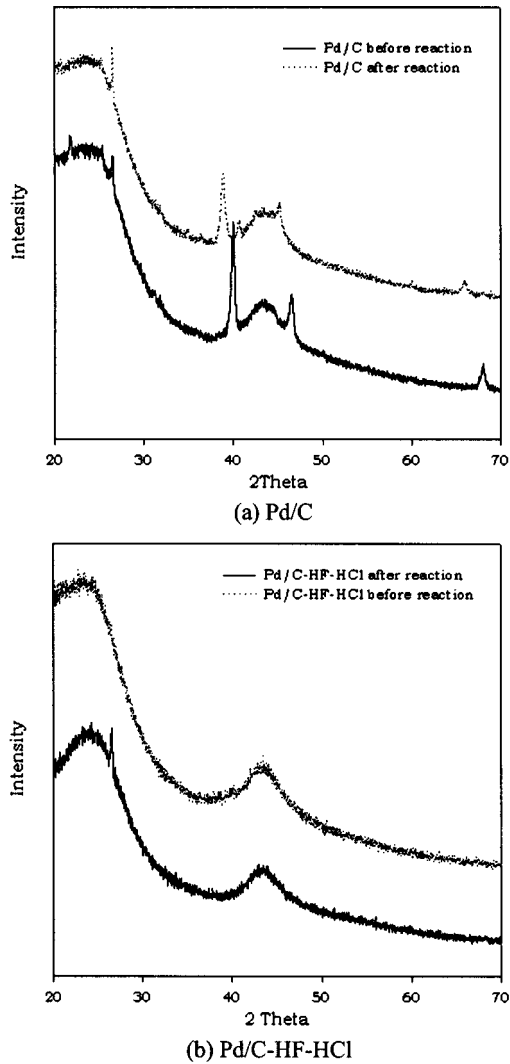 Pd/C before reaction
Pd/C after reaction
Intensity
20 30 40 50 60 70
2Theta
(a) Pd/C
Pd/C-HF-HCl after reaction
Pd/C-HF-HCl before reaction
Intensity
20 30 40 50 60 70
2 Theta
(b) Pd/C-HF-HCl